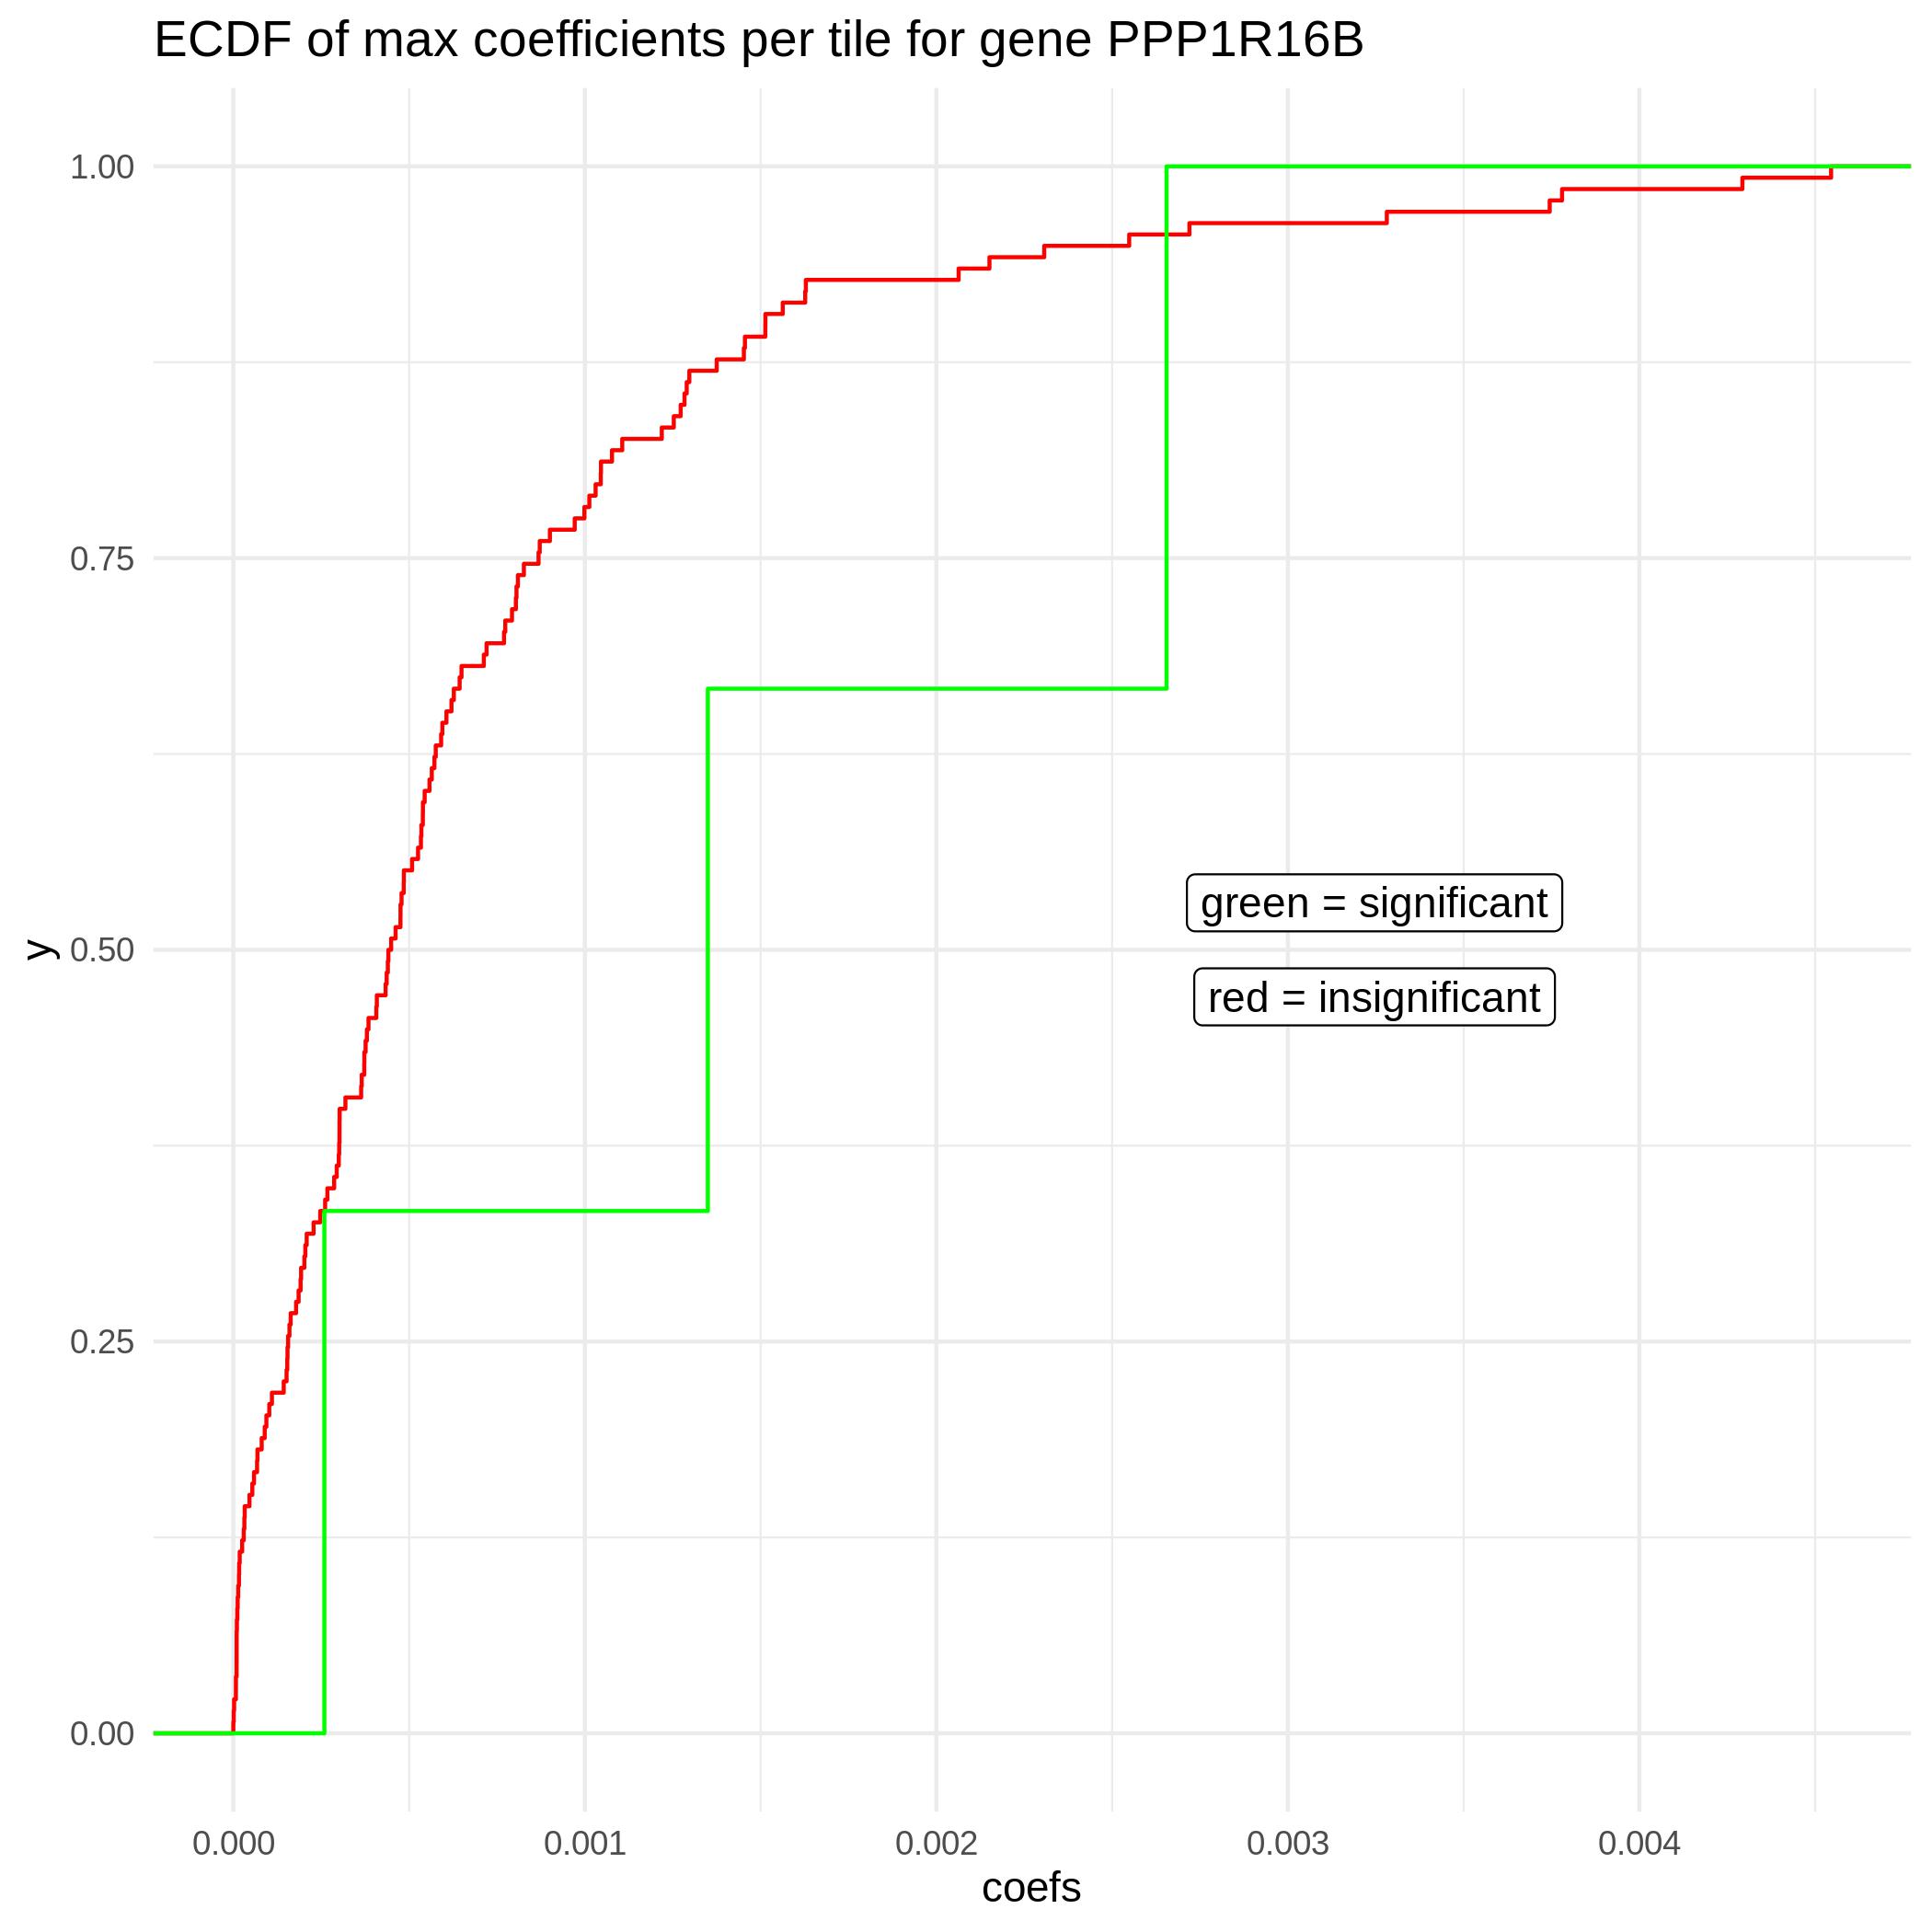 ECDF of max coefficients per tile for gene PPP1R16B
y
1.00
0.75
0.50
0.25
0.00
green = significant
red = insignificant
0.000 0.001 0.002 0.003 0.004
coefs